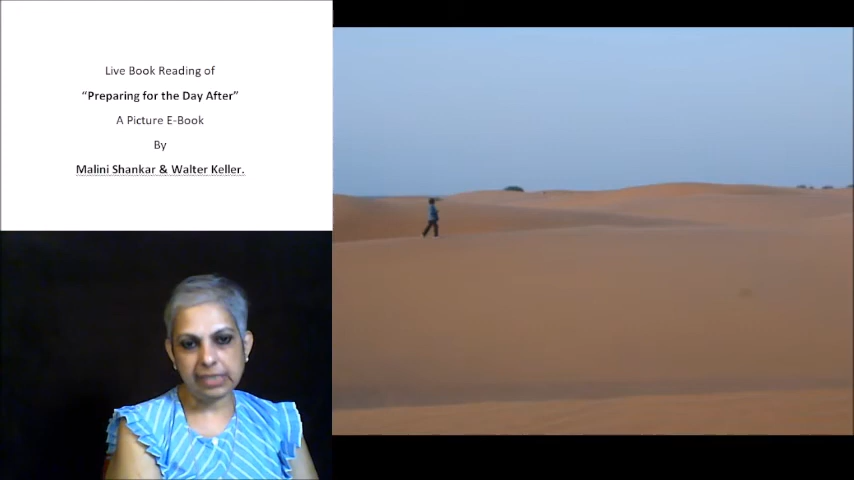 Live Book Reading of
“Preparing for the Day After”
A Picture E-Book
By
Malini Shankar & Walter Keller.